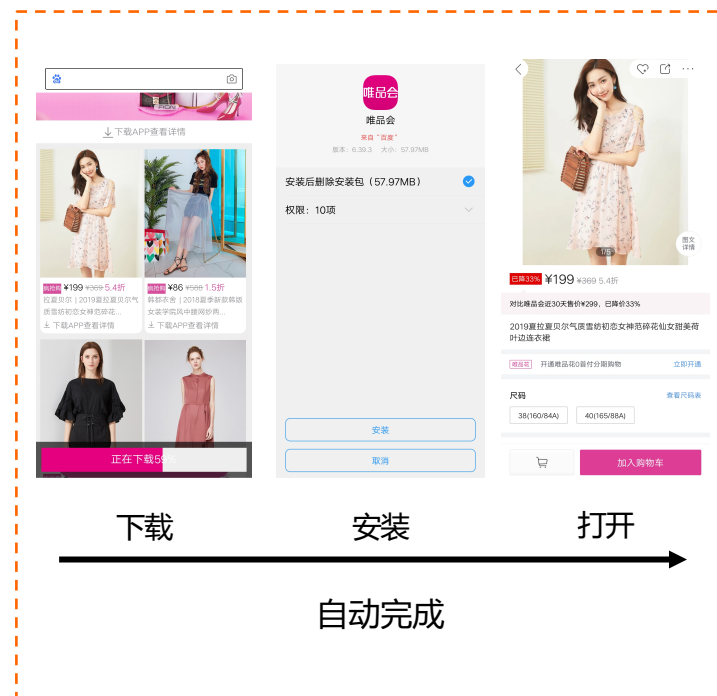 下载APP查看详情
疯抢购 ¥199 ¥369 5.4折
拉夏贝尔 | 2019夏拉夏贝尔气
质雪纺初恋女神范碎花...
下载APP查看详情
¥86 ¥588 1.5折
韩都衣舍 | 2018夏季新款韩版
女装学院风中腰网纱两...
下载APP查看详情
正在下载59%
唯品会
唯品会
来自“百度”
版本：6.39.3 大小：57.97MB
安装后删除安装包（57.97MB）
权限：10项
安装
取消
1/5
图文
详情
已降33% ¥199 ¥369 5.4折
对比唯品会近30天售价¥299，已降价33%
2019夏拉夏贝尔气质雪纺初恋女神范碎花仙女甜美荷
叶边连衣裙
唯品花 开通唯品花0首付分期购物 立即开通
尺码 查看尺码表
38(160/84A) 40(165/88A)
加入购物车
下载 安装 打开
自动完成